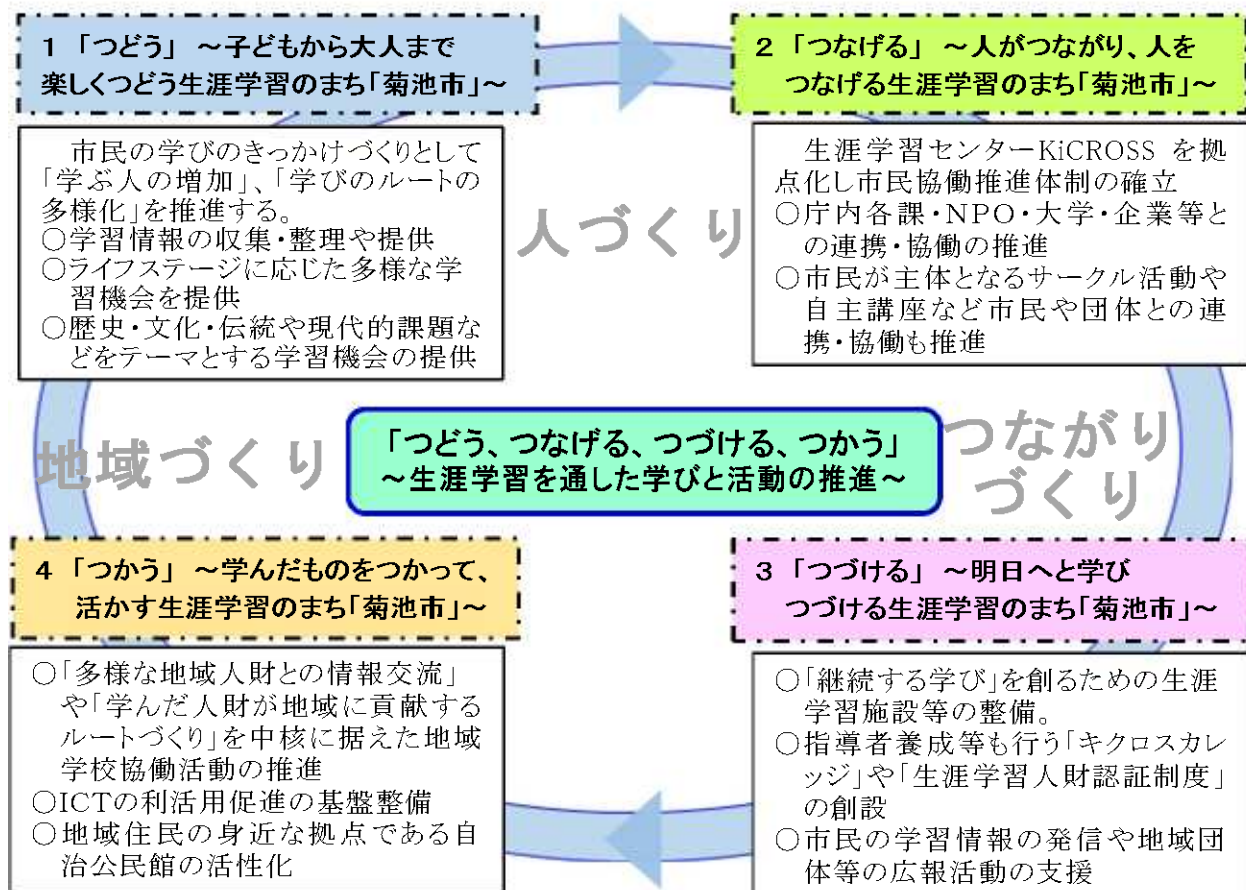 1 「つどう」 ～子どもから大人まで
楽しくつどう生涯学習のまち「菊池市」～
市民の学びのきっかけづくりとして
「学ぶ人の増加」、「学びのルートの
多様化」を推進する。
○学習情報の収集・整理や提供
○ライフステージに応じた多様な学
習機会を提供
○歴史・文化・伝統や現代的課題な
どをテーマとする学習機会の提供
人づくり
2 「つなげる」 ～人がつながり、人を
つなげる生涯学習のまち「菊池市」～
生涯学習センターKiCROSS を拠
点化し市民協働推進体制の確立
○庁内各課・NPO・大学・企業等と
の連携・協働の推進
○市民が主体となるサークル活動や
自主講座など市民や団体との連
携・協働も推進
地域づくり
「つどう、つなげる、つづける、つかう」
～生涯学習を通した学びと活動の推進～
つながり
づくり
4 「つかう」 ～学んだものをつかって、
活かす生涯学習のまち「菊池市」～
○「多様な地域人財との情報交流」
や「学んだ人財が地域に貢献する
ルートづくり」を中核に据えた地域
学校協働活動の推進
○ICTの利活用促進の基盤整備
○地域住民の身近な拠点である自
治公民館の活性化
3 「つづける」 ～明日へと学び
つづける生涯学習のまち「菊池市」～
○「継続する学び」を創るための生涯
学習施設等の整備。
○指導者養成等も行う「キクロスカレ
ッジ」や「生涯学習人財認証制度」
の創設
○市民の学習情報の発信や地域団
体等の広報活動の支援